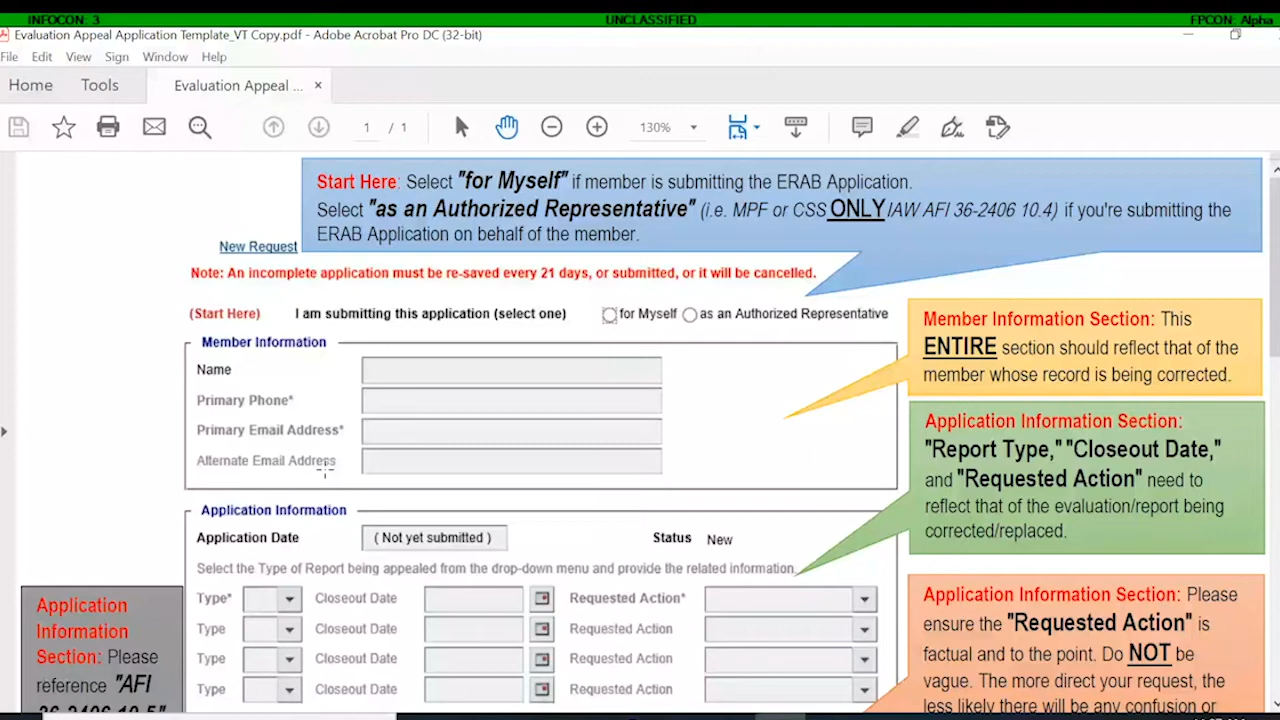 INFOCON: 3 UNCLASSIFIED FPCON: Alpha
Evaluation Appeal Application Template_VT Copy.pdf - Adobe Acrobat Pro DC (32-bit)
File Edit View Sign Window Help
Home Tools Evaluation Appeal ... ×
1 / 1 130%
Start Here: Select "for Myself" if member is submitting the ERAB Application.
Select "as an Authorized Representative" (i.e. MPF or CSS ONLY IAW AFI 36-2406 10.4) if you're submitting the
ERAB Application on behalf of the member.
New Request
Note: An incomplete application must be re-saved every 21 days, or submitted, or it will be cancelled.
(Start Here) I am submitting this application (select one) for Myself as an Authorized Representative
Member Information
Name
Primary Phone*
Primary Email Address*
Alternate Email Address
Member Information Section: This
ENTIRE section should reflect that of the
member whose record is being corrected.
Application Information Section:
"Report Type," "Closeout Date,"
and "Requested Action" need to
reflect that of the evaluation/report being
corrected/replaced.
Application Information
Application Date ( Not yet submitted ) Status New
Select the Type of Report being appealed from the drop-down menu and provide the related information.
Type* Closeout Date Requested Action*
Type Closeout Date Requested Action
Type Closeout Date Requested Action
Type Closeout Date Requested Action
Application
Information
Section: Please
reference "AFI
36-2406 10.5"
Application Information Section: Please
ensure the "Requested Action" is
factual and to the point. Do NOT be
vague. The more direct your request, the
less likely there will be any confusion or